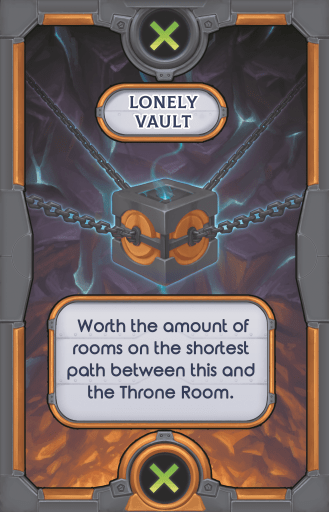 LONELY
VAULT
Worth the amount of
rooms on the shortest
path between this and
the Throne Room.